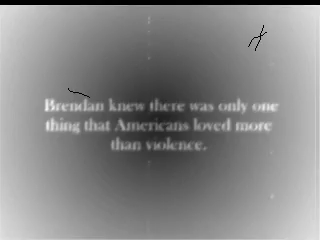 Brendan knew there was only one
thing that Americans loved more
than violence.